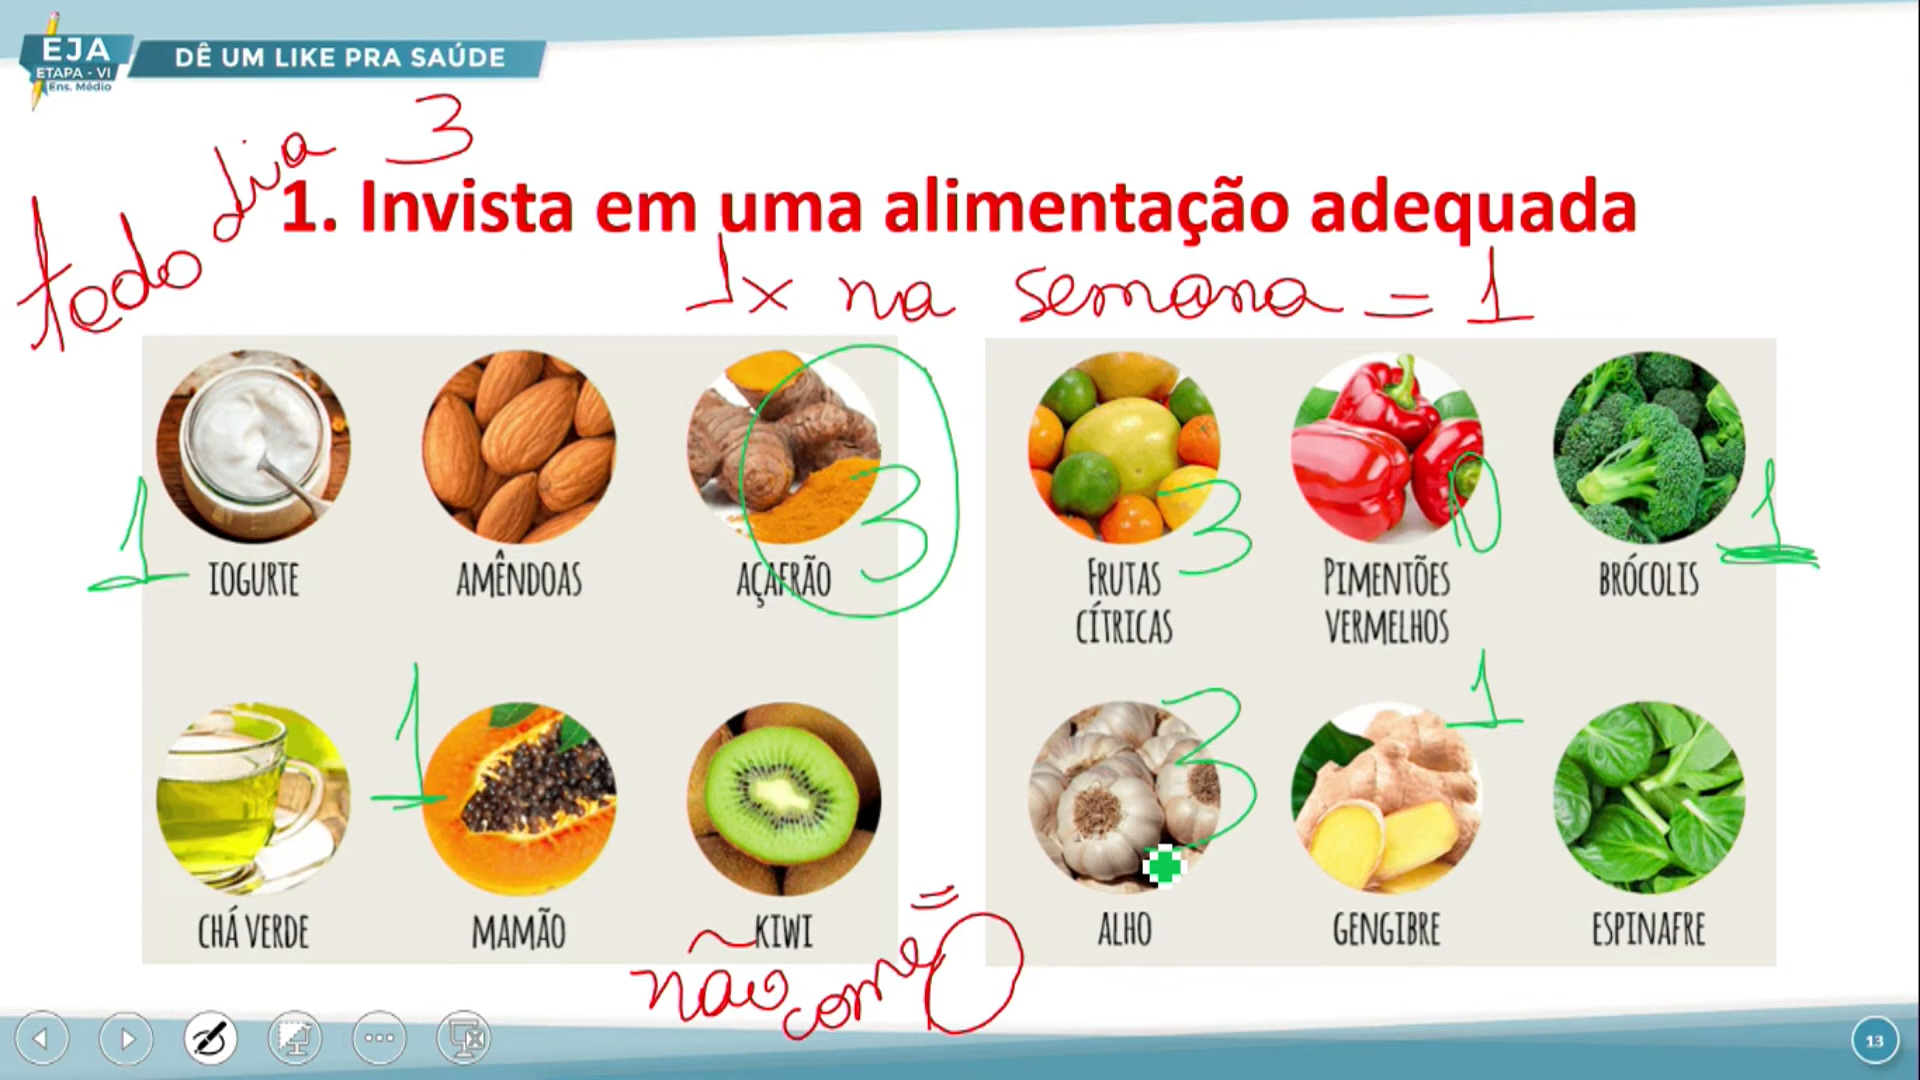 EJA
ETAPA - VI
Ens. Médio
DÊ UM LIKE PRA SAÚDE
todo dia 3
1. Invista em uma alimentação adequada
1x na semana = 1
3
3
0
1
1
IOGURTE
AMÊNDOAS
AÇAFRÃO
FRUTAS
CÍTRICAS
PIMENTÕES
VERMELHOS
BRÓCOLIS
1
3
1
CHÁ VERDE
MAMÃO
KIWI
ALHO
GENGIBRE
ESPINAFRE
não come = 0
13